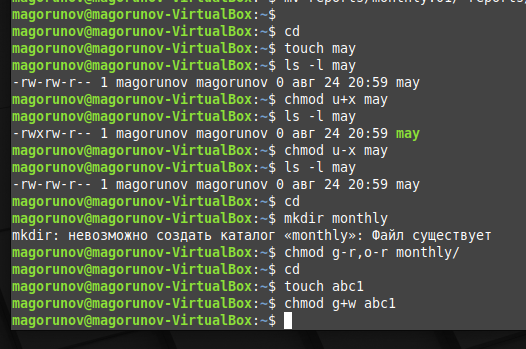 magorunov@magorunov-VirtualBox:~$
magorunov@magorunov-VirtualBox:~$ cd
magorunov@magorunov-VirtualBox:~$ touch may
magorunov@magorunov-VirtualBox:~$ ls -l may
-rw-rw-r-- 1 magorunov magorunov 0 авг 24 20:59 may
magorunov@magorunov-VirtualBox:~$ chmod u+x may
magorunov@magorunov-VirtualBox:~$ ls -l may
-rwxrw-r-- 1 magorunov magorunov 0 авг 24 20:59 may
magorunov@magorunov-VirtualBox:~$ chmod u-x may
magorunov@magorunov-VirtualBox:~$ ls -l may
-rw-rw-r-- 1 magorunov magorunov 0 авг 24 20:59 may
magorunov@magorunov-VirtualBox:~$ cd
magorunov@magorunov-VirtualBox:~$ mkdir monthly
mkdir: невозможно создать каталог «monthly»: Файл существует
magorunov@magorunov-VirtualBox:~$ chmod g-r,o-r monthly/
magorunov@magorunov-VirtualBox:~$ cd
magorunov@magorunov-VirtualBox:~$ touch abc1
magorunov@magorunov-VirtualBox:~$ chmod g+w abc1
magorunov@magorunov-VirtualBox:~$